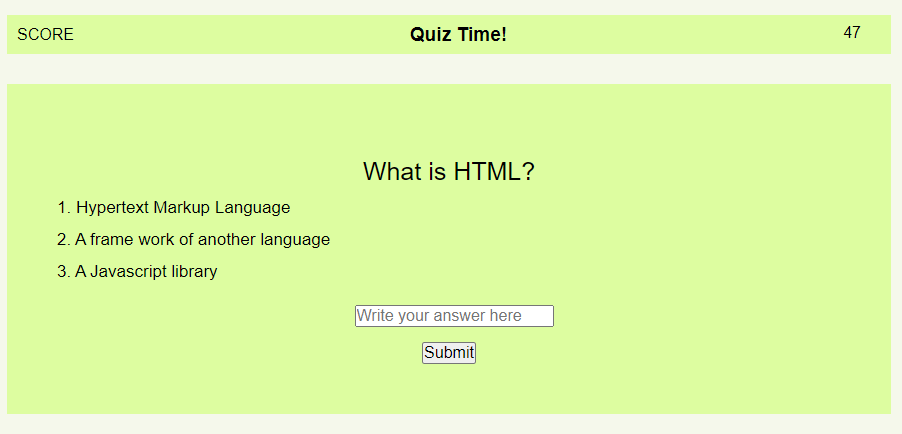 SCORE Quiz Time! 47
What is HTML?
1. Hypertext Markup Language
2. A frame work of another language
3. A Javascript library
Write your answer here
Submit